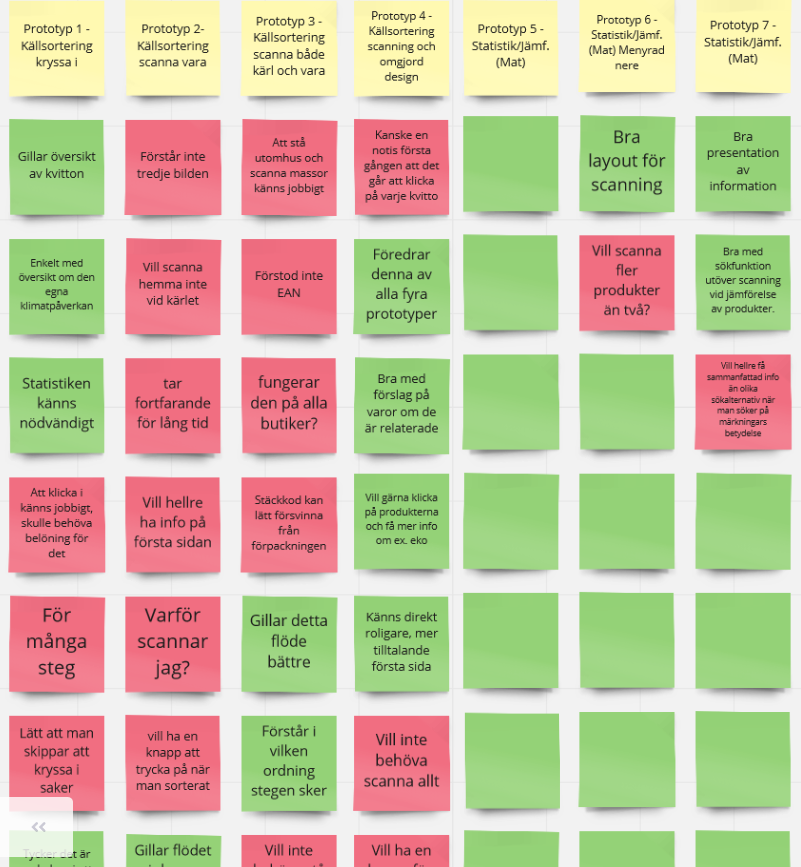 Prototyp 1 -
Källsortering
kryssa i
Prototyp 2-
Källsortering
scanna vara
Prototyp 3 -
Källsortering
scanna både
kärl och vara
Prototyp 4 -
Källsortering
scanning och
omgjord
design
Prototyp 5 -
Statistik/Jämf.
(Mat)
Prototyp 6 -
Statistik/Jämf.
(Mat) Menyrad
nere
Prototyp 7 -
Statistik/Jämf.
(Mat)
Gillar översikt
av kvitton
Förstår inte
tredje bilden
Att stå
utomhus och
scanna massor
känns jobbigt
Kanske en
notis första
gången att det
går att klicka
på varje kvitto
Bra
layout för
scanning
Bra
presentation
av
information
Enkelt med
översikt om den
egna
klimatpåverkan
Vill scanna
hemma inte
vid kärlet
Förstod inte
EAN
Föredrar
denna av
alla fyra
prototyper
Vill scanna
fler
produkter
än två?
Bra med
sökfunktion
utöver scanning
vid jämförelse
av produkter.
Statistiken
känns
nödvändigt
tar
fortfarande
för lång tid
fungerar
den på alla
butiker?
Bra med
förslag på
varor om de
är relaterade
Vill hellre få
sammanfattad info
än olika
sökalternativ när
man söker på
märkningars
betydelse
Att klicka i
känns jobbigt,
skulle behöva
belöning för
det
Vill hellre
ha info på
första sidan
Stäckkod kan
lätt försvinna
från
förpackningen
Vill gärna klicka
på produkterna
och få mer info
om ex. eko
För
många
steg
Varför
scannar
jag?
Gillar detta
flöde
bättre
Känns direkt
roligare, mer
tilltalande
första sida
Lätt att man
skippar att
kryssa i
saker
vill ha en
knapp att
trycka på när
man sorterat
Förstår i
vilken
ordning
stegen sker
Vill inte
behöva
scanna allt
Tycker det är
Gillar flödet
Vill inte
Vill ha en